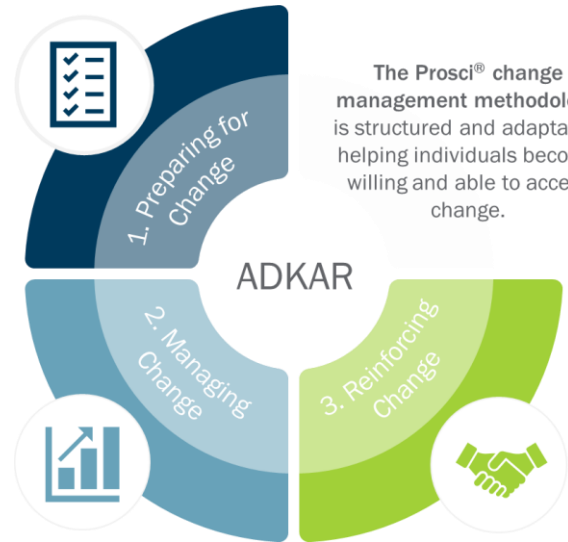 The Prosci® change
management methodolo
is structured and adapta
helping individuals beco
willing and able to acce
change.
1. Preparing for
Change
ADKAR
2. Managing
Change
3. Reinforcing
Change